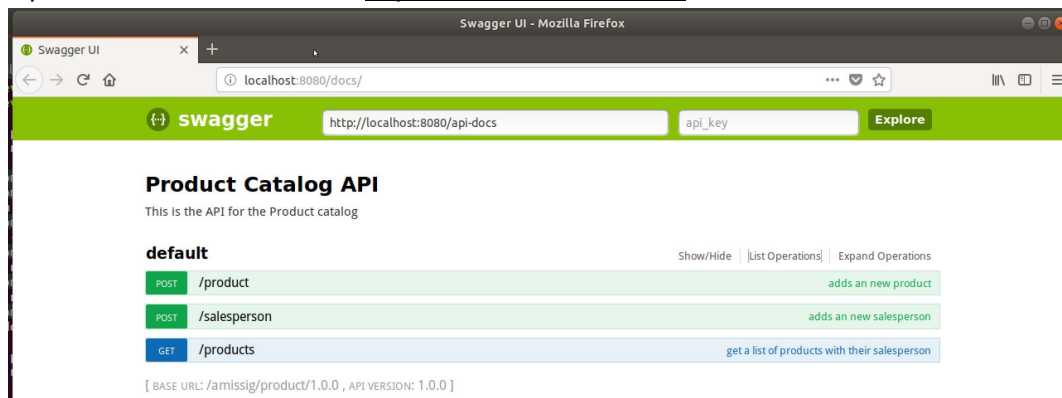 Swagger UI - Mozilla Firefox
Swagger UI
localhost:8080/docs/
swagger http://localhost:8080/api-docs api_key Explore
Product Catalog API
This is the API for the Product catalog
default Show/Hide List Operations Expand Operations
POST /product adds an new product
POST /salesperson adds an new salesperson
GET /products get a list of products with their salesperson
[ BASE URL: /amissig/product/1.0.0 , API VERSION: 1.0.0 ]